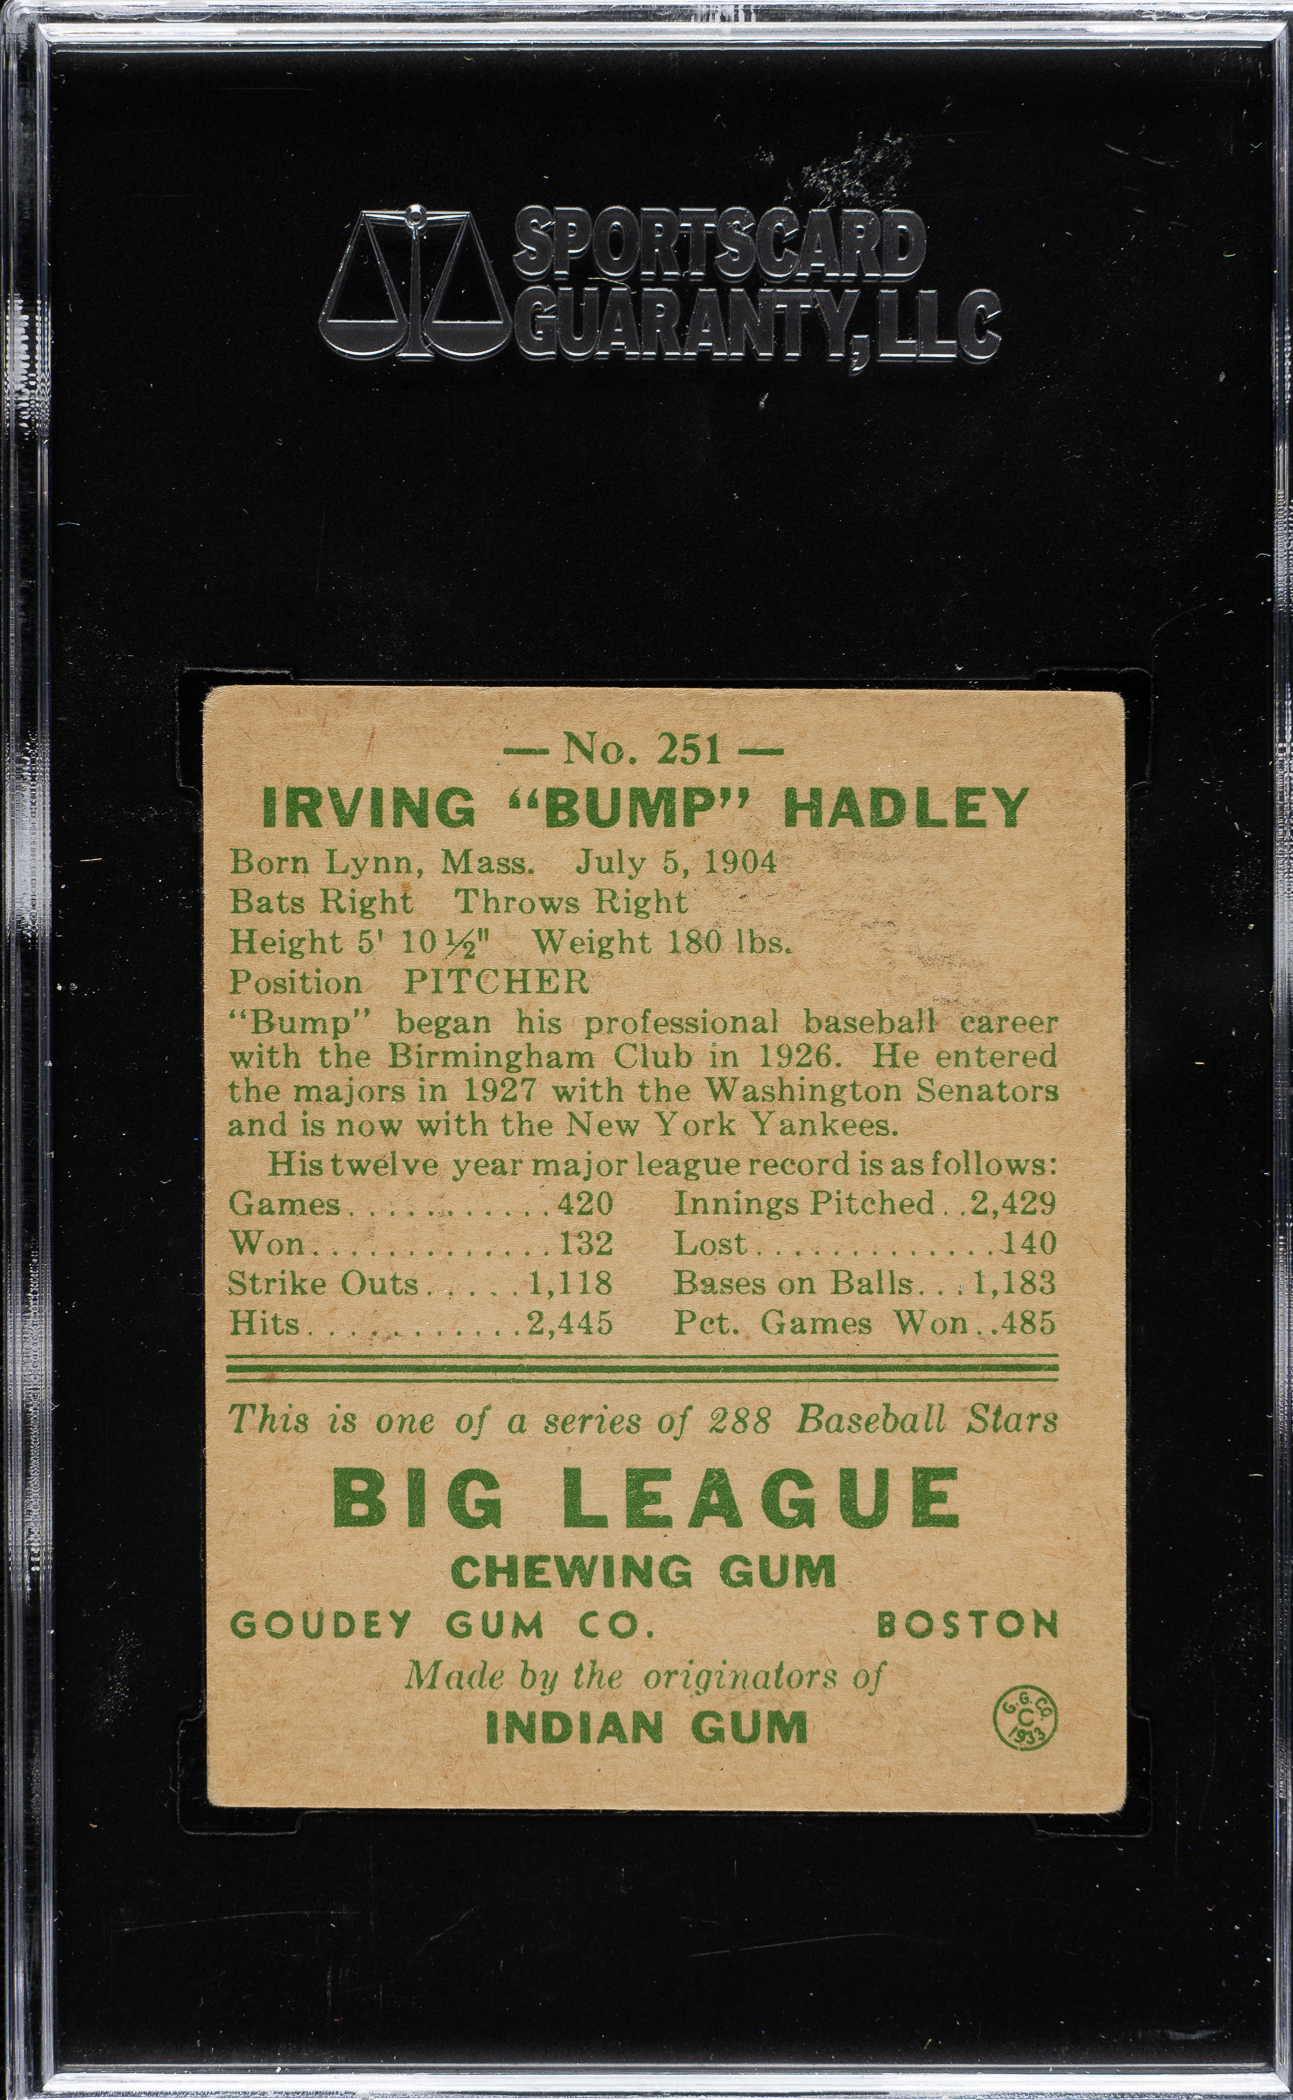 SPORTSCARD
GUARANTY, LLC
— No. 251 —
IRVING “BUMP” HADLEY
Born Lynn, Mass. July 5, 1904
Bats Right Throws Right
Height 5' 10½" Weight 180 lbs.
Position PITCHER
“Bump” began his professional baseball career
with the Birmingham Club in 1926. He entered
the majors in 1927 with the Washington Senators
and is now with the New York Yankees.
His twelve year major league record is as follows:
Games...........420 Innings Pitched..2,429
Won.............132 Lost.............140
Strike Outs.....1,118 Bases on Balls...1,183
Hits...........2,445 Pct. Games Won..485
This is one of a series of 288 Baseball Stars
BIG LEAGUE
CHEWING GUM
GOUDEY GUM CO. BOSTON
Made by the originators of
INDIAN GUM
G.G.CO.
C
1933